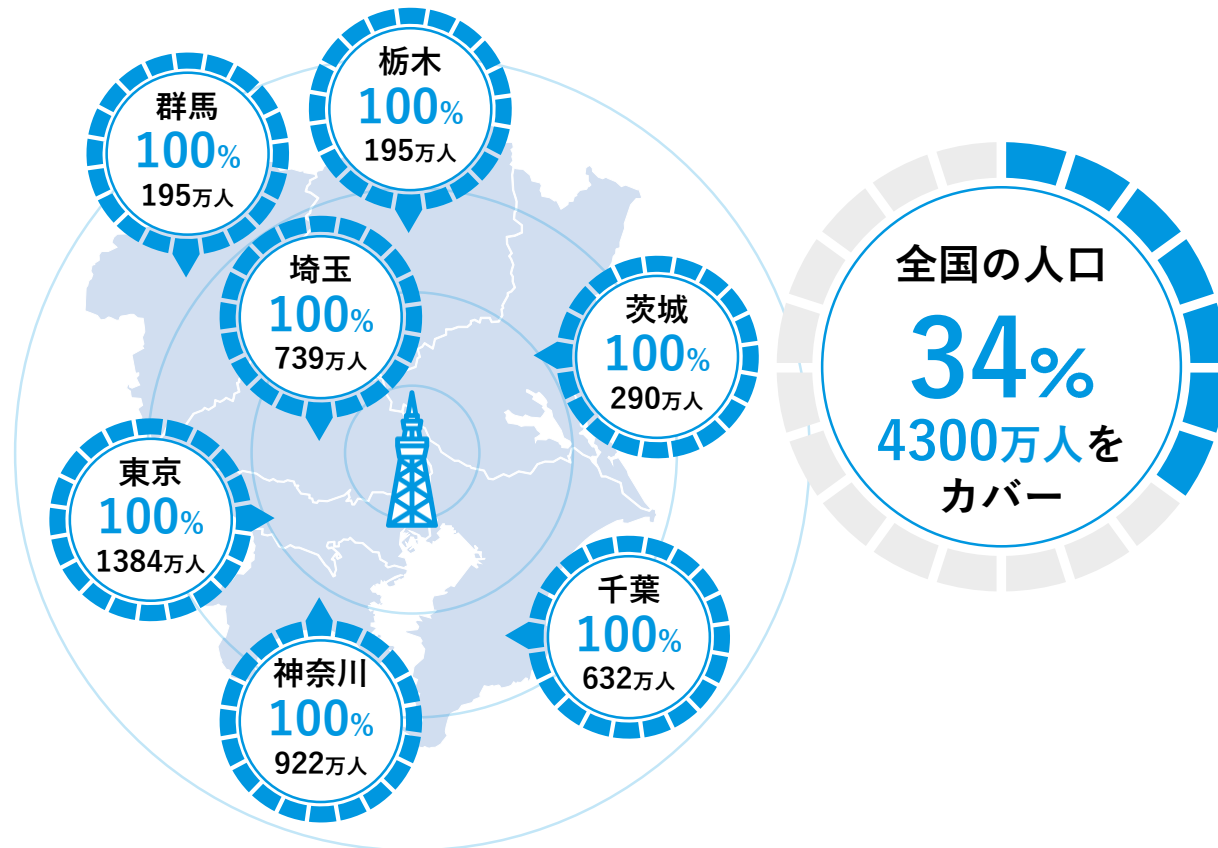 栃木
100%
195万人
群馬
100%
195万人
埼玉
100%
739万人
茨城
100%
290万人
東京
100%
1384万人
千葉
100%
632万人
神奈川
100%
922万人
全国の人口
34%
4300万人を
カバー